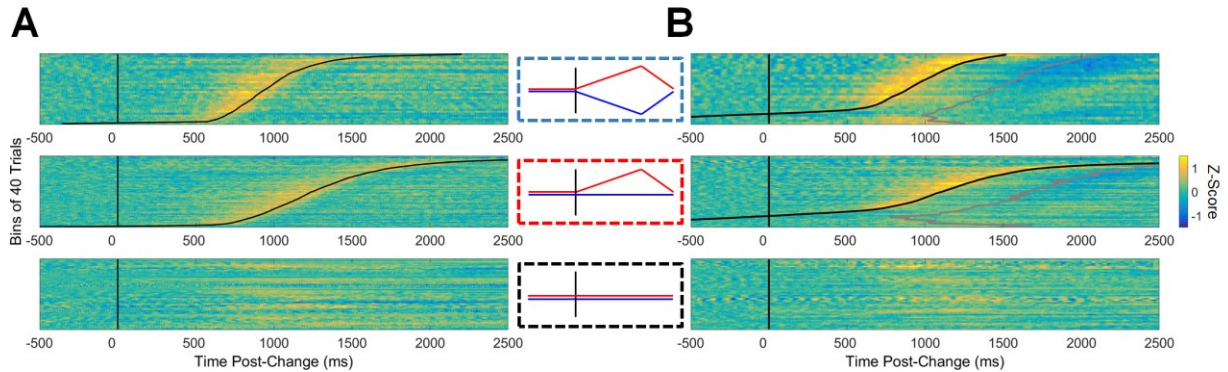 A B
-500 0 500 1000 1500 2000 2500 -500 0 500 1000 1500 2000 2500
-500 0 500 1000 1500 2000 2500 -500 0 500 1000 1500 2000 2500
-500 0 500 1000 1500 2000 2500 -500 0 500 1000 1500 2000 2500
Bins of 40 Trials
1
0
-1
Z-Score
Time Post-Change (ms) Time Post-Change (ms)